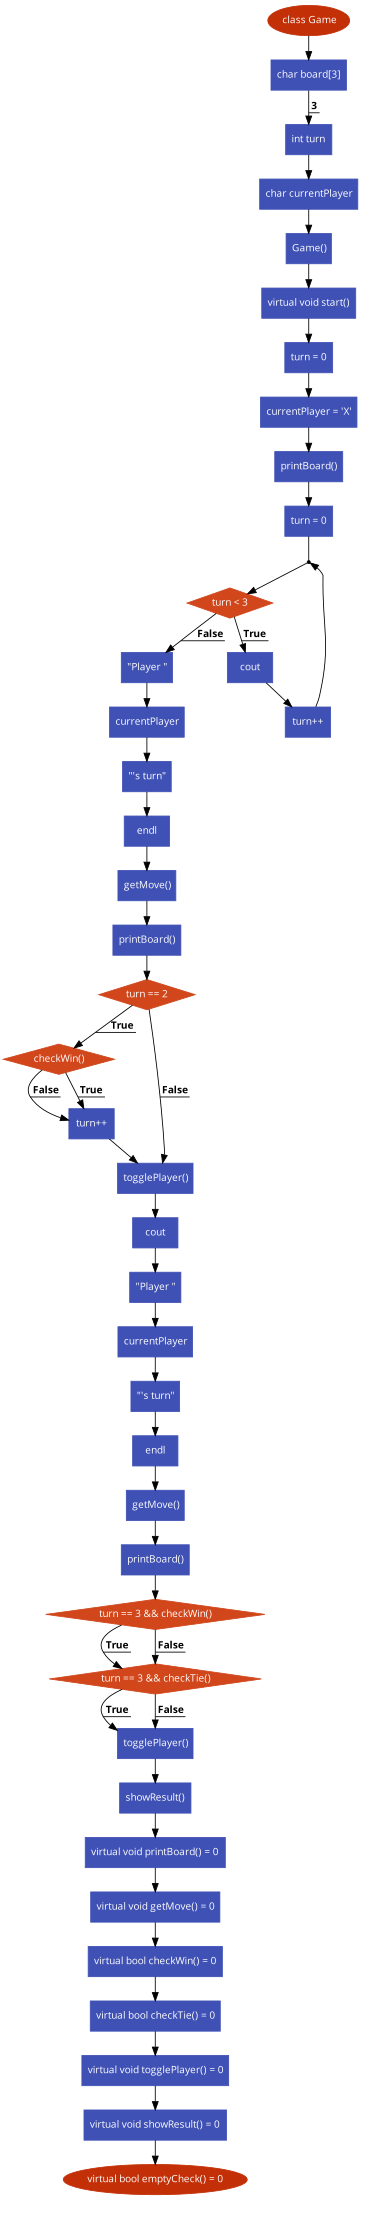 class Game
char board[3]
3
int turn
char currentPlayer
Game()
virtual void start()
turn = 0
currentPlayer = 'X'
printBoard()
turn = 0
turn < 3
False
True
"Player "
cout
currentPlayer
turn++
"'s turn"
endl
getMove()
printBoard()
turn == 2
True
checkWin()
False
True
False
turn++
togglePlayer()
cout
"Player "
currentPlayer
"'s turn"
endl
getMove()
printBoard()
turn == 3 && checkWin()
True
False
turn == 3 && checkTie()
True
False
togglePlayer()
showResult()
virtual void printBoard() = 0
virtual void getMove() = 0
virtual bool checkWin() = 0
virtual bool checkTie() = 0
virtual void togglePlayer() = 0
virtual void showResult() = 0
virtual bool emptyCheck() = 0